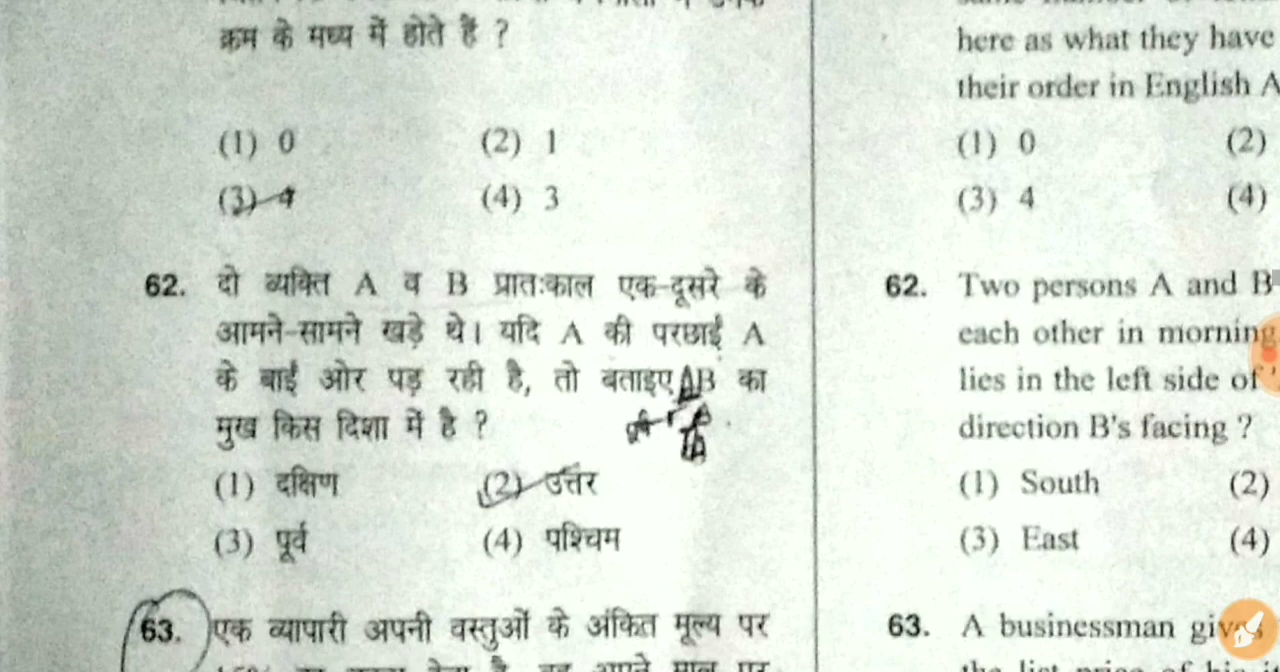 क्रम के मध्य में होते हैं ?
(1) 0 (2) 1
(3) 4 (4) 3
62. दो व्यक्ति A व B प्रातःकाल एक-दूसरे के
आमने-सामने खड़े थे। यदि A की परछाईं A
के बाईं ओर पड़ रही है, तो बताइए B का
मुख किस दिशा में है ?
(1) दक्षिण (2) उत्तर
(3) पूर्व (4) पश्चिम
63. एक व्यापारी अपनी वस्तुओं के अंकित मूल्य पर
here as what they have
their order in English A
(1) 0 (2)
(3) 4 (4)
62. Two persons A and B
each other in morning
lies in the left side of
direction B's facing ?
(1) South (2)
(3) East (4)
63. A businessman gives